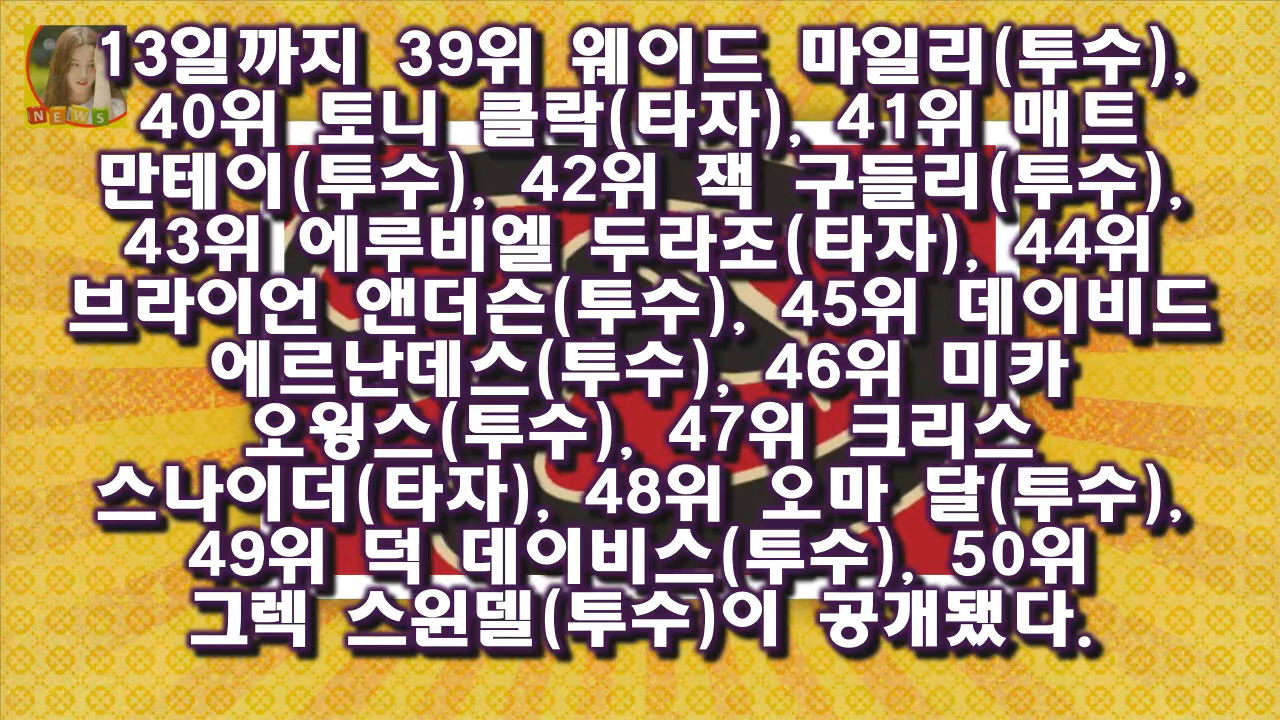 13일까지 39위 웨이드 마일리(투수),
40위 토니 클락(타자), 41위 매트
만테이(투수), 42위 잭 구들리(투수),
43위 에루비엘 두라조(타자), 44위
브라이언 앤더슨(투수), 45위 데이비드
에르난데스(투수), 46위 미카
오윙스(투수), 47위 크리스
스나이더(타자), 48위 오마 달(투수),
49위 덕 데이비스(투수), 50위
그렉 스윈델(투수)이 공개됐다.
NEWS